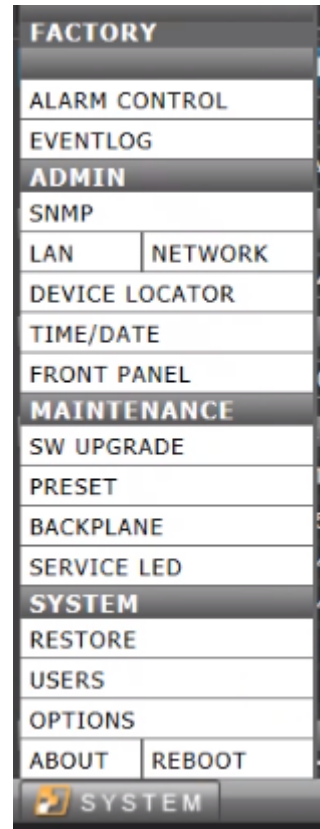 FACTORY
ALARM CONTROL
EVENTLOG
ADMIN
SNMP
LAN NETWORK
DEVICE LOCATOR
TIME/DATE
FRONT PANEL
MAINTENANCE
SW UPGRADE
PRESET
BACKPLANE
SERVICE LED
SYSTEM
RESTORE
USERS
OPTIONS
ABOUT REBOOT
SYSTEM